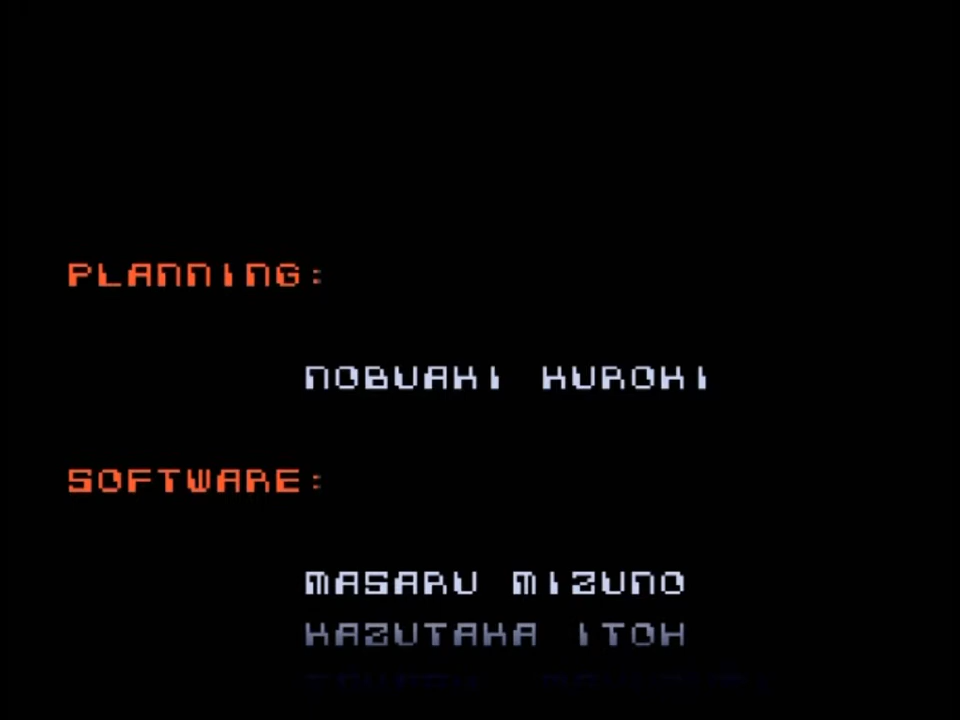 PLANNING:
NOBUAKI KUROKI
SOFTWARE:
MASARU MIZUNO
KAZUTAKA ITOH